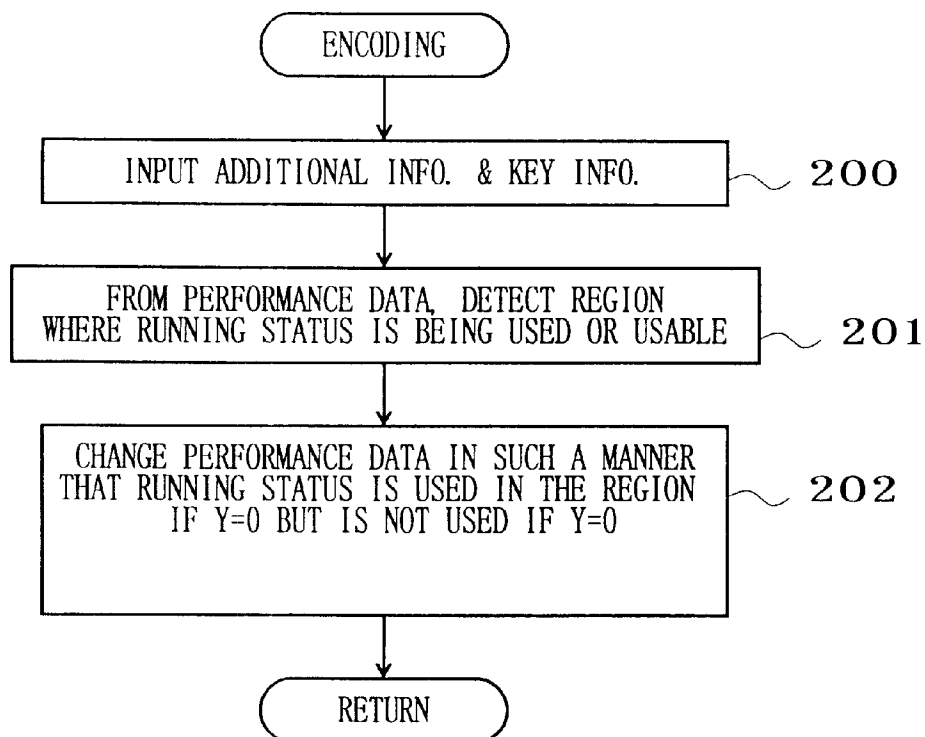 ENCODING
INPUT ADDITIONAL INFO. & KEY INFO.
200
FROM PERFORMANCE DATA, DETECT REGION
WHERE RUNNING STATUS IS BEING USED OR USABLE
201
CHANGE PERFORMANCE DATA IN SUCH A MANNER
THAT RUNNING STATUS IS USED IN THE REGION
IF Y=0 BUT IS NOT USED IF Y=0
202
RETURN